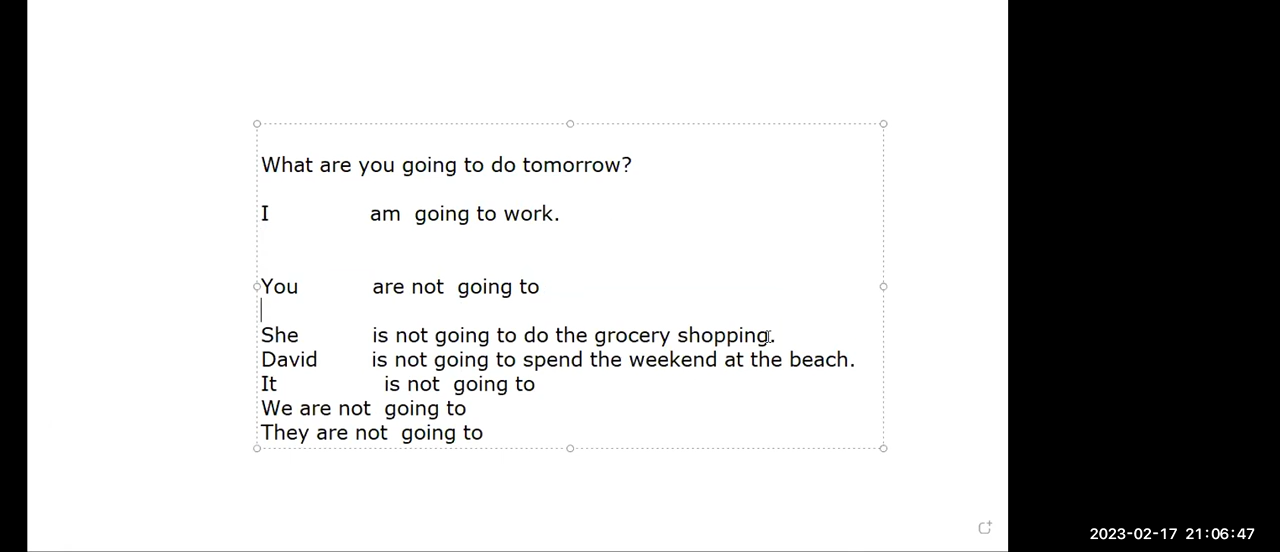 What are you going to do tomorrow?
I am going to work.
You are not going to
She is not going to do the grocery shopping.
David is not going to spend the weekend at the beach.
It is not going to
We are not going to
They are not going to
2023-02-17 21:06:47